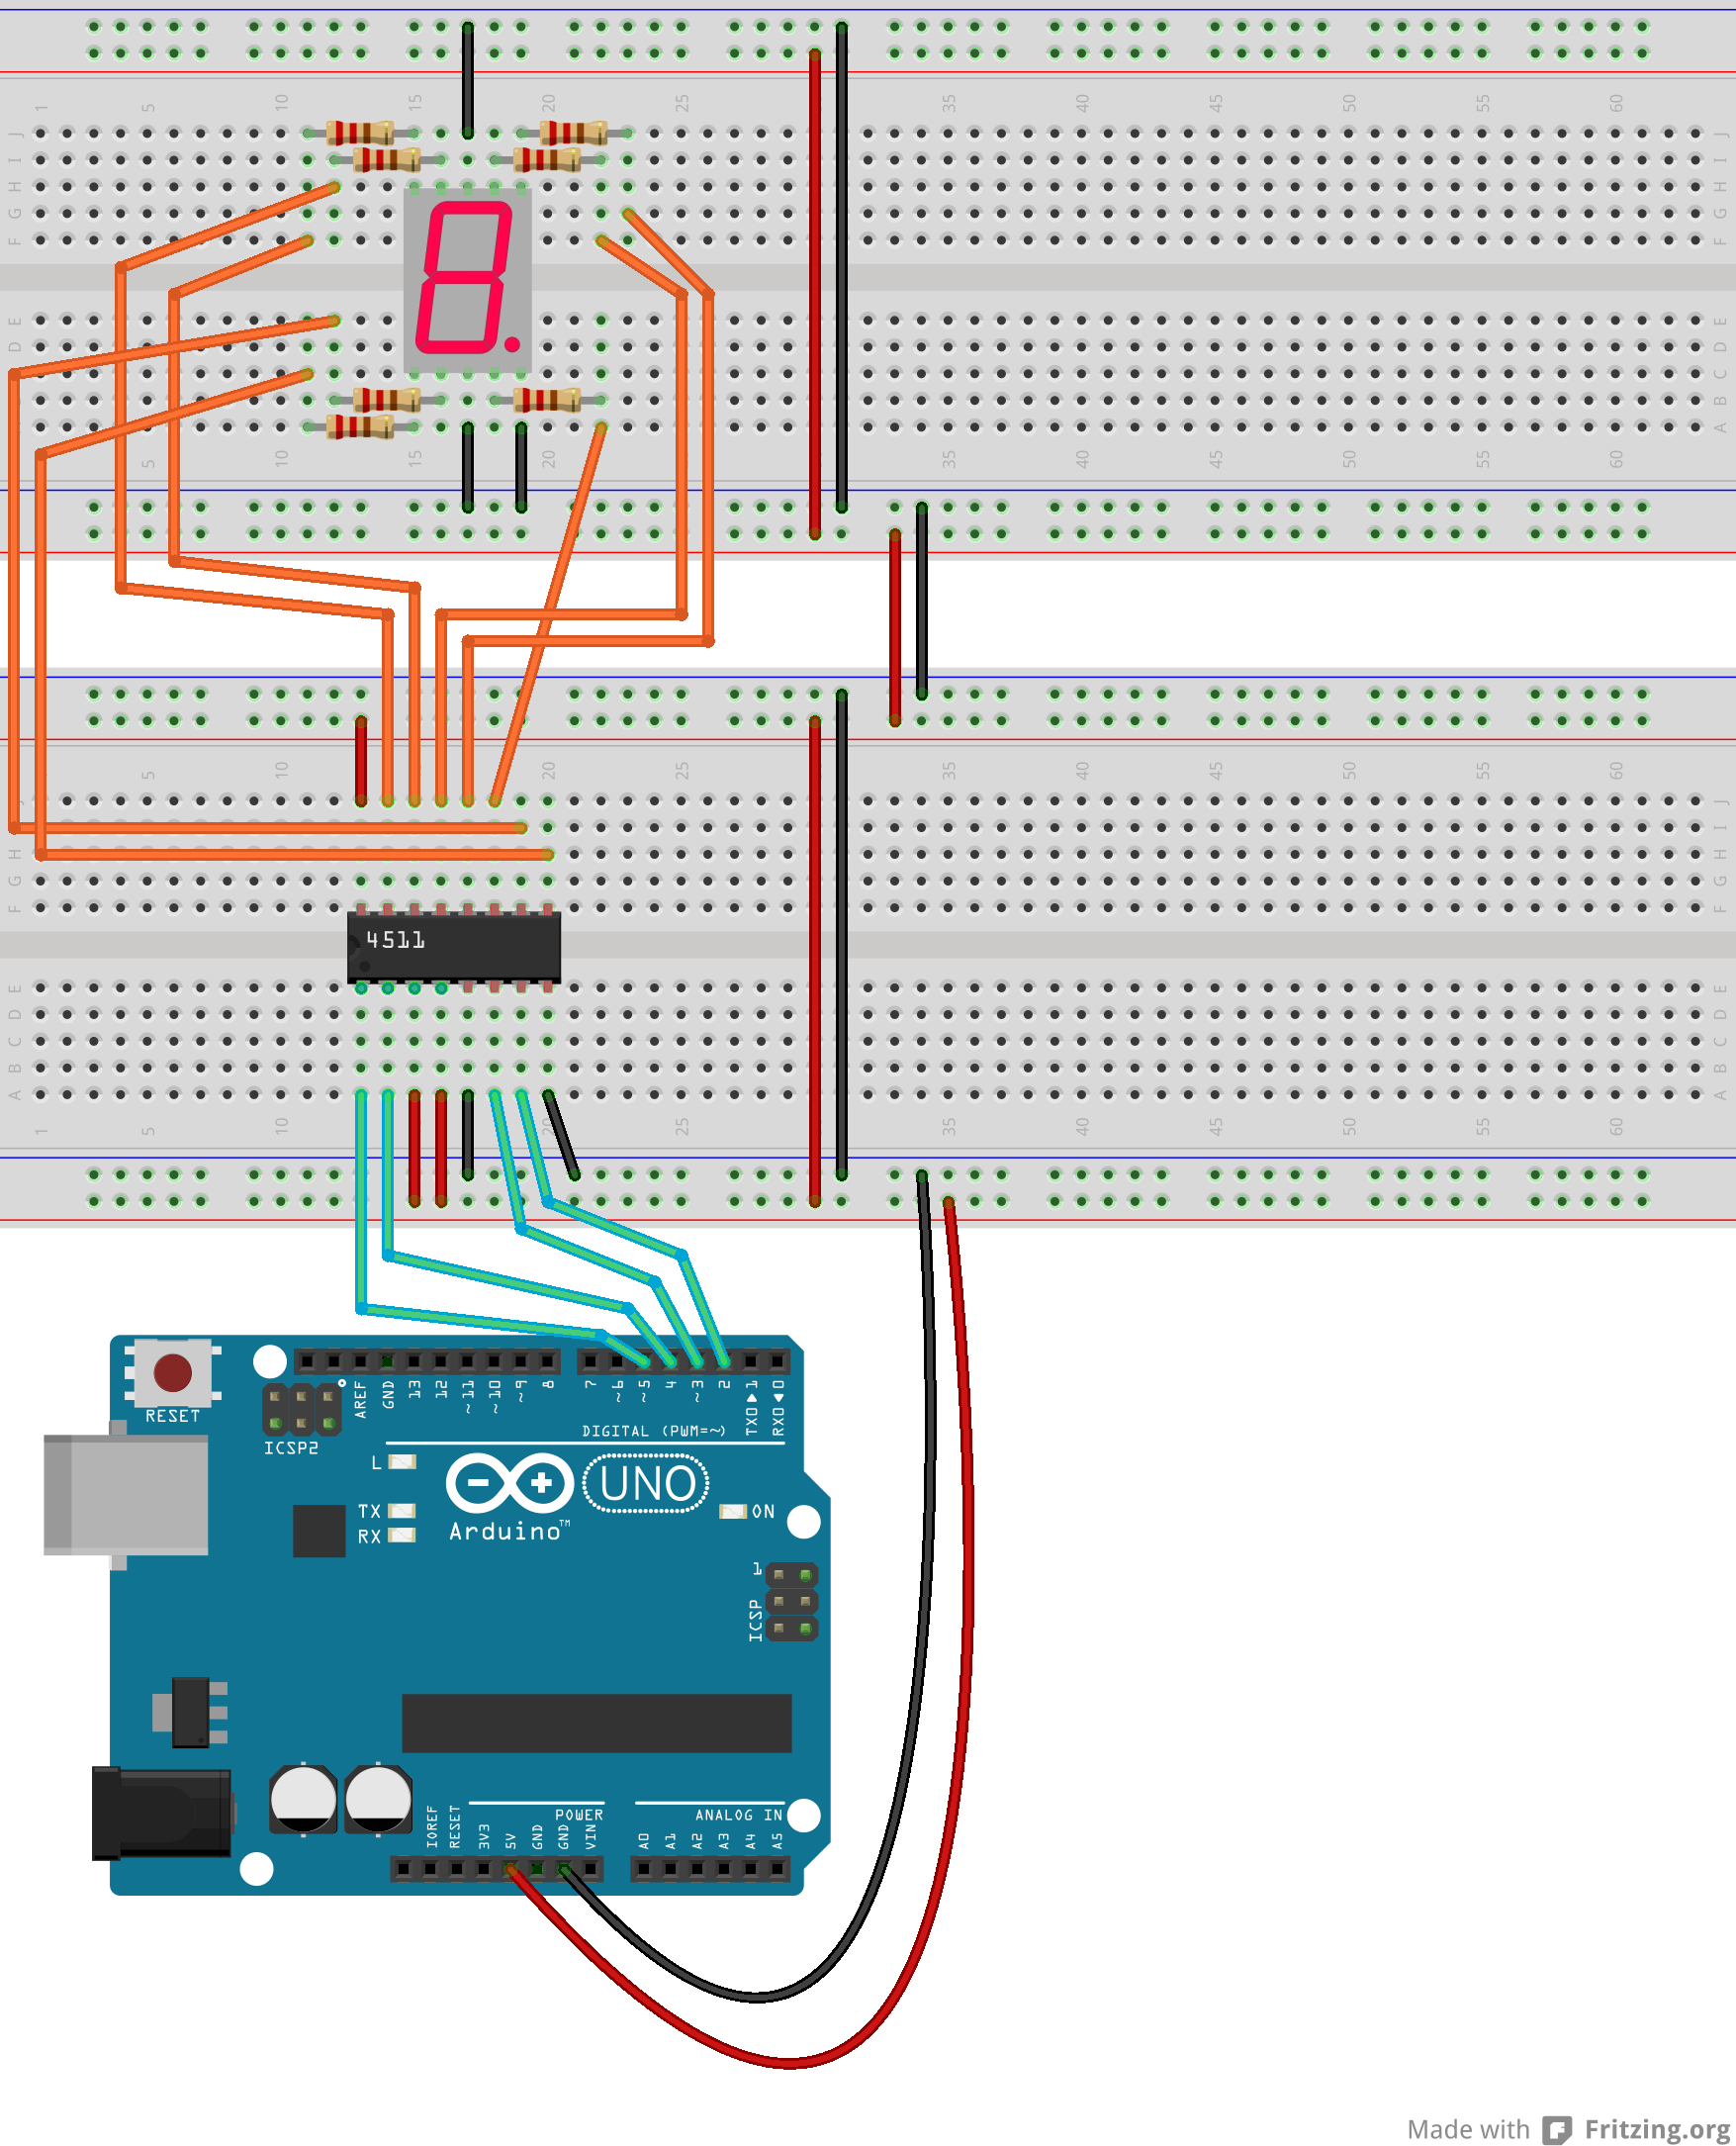 1 5 10 15 20 25 35 40 45 50 55 60
J J
I I
H H
G G
F F
E E
D D
C C
B B
A A
5 10 15 20 35 40 45 50 55 60
5 10 20 25 35 40 45 50 55 60
J J
I
H H
G G
F F
4511
E E
D D
C C
B B
A A
1 5 10 20 25 35 40 45 50 55 60
RESET
ICSP2
AREF GND 13 12 ~11 ~10 ~9 8 7 ~6 ~5 4 ~3 2 TX0▶1 RX0◀0
DIGITAL (PWM=~)
L
TX
RX
UNO
Arduino™
ON
1
ICSP
POWER ANALOG IN
IOREF RESET 3V3 5V GND GND VIN A0 A1 A2 A3 A4 A5
Made with Fritzing.org